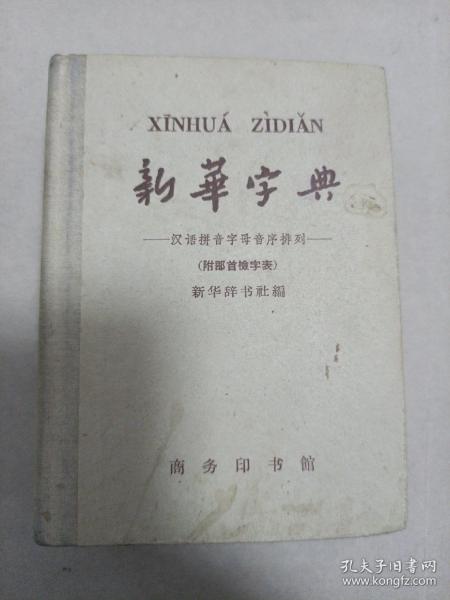 XĪNHUÁ ZÌDIǍN
新華字典
——汉语拼音字母音序排列——
（附部首檢字表）
新华辞书社編
商务印书館
孔夫子旧书网
www.kongfz.com